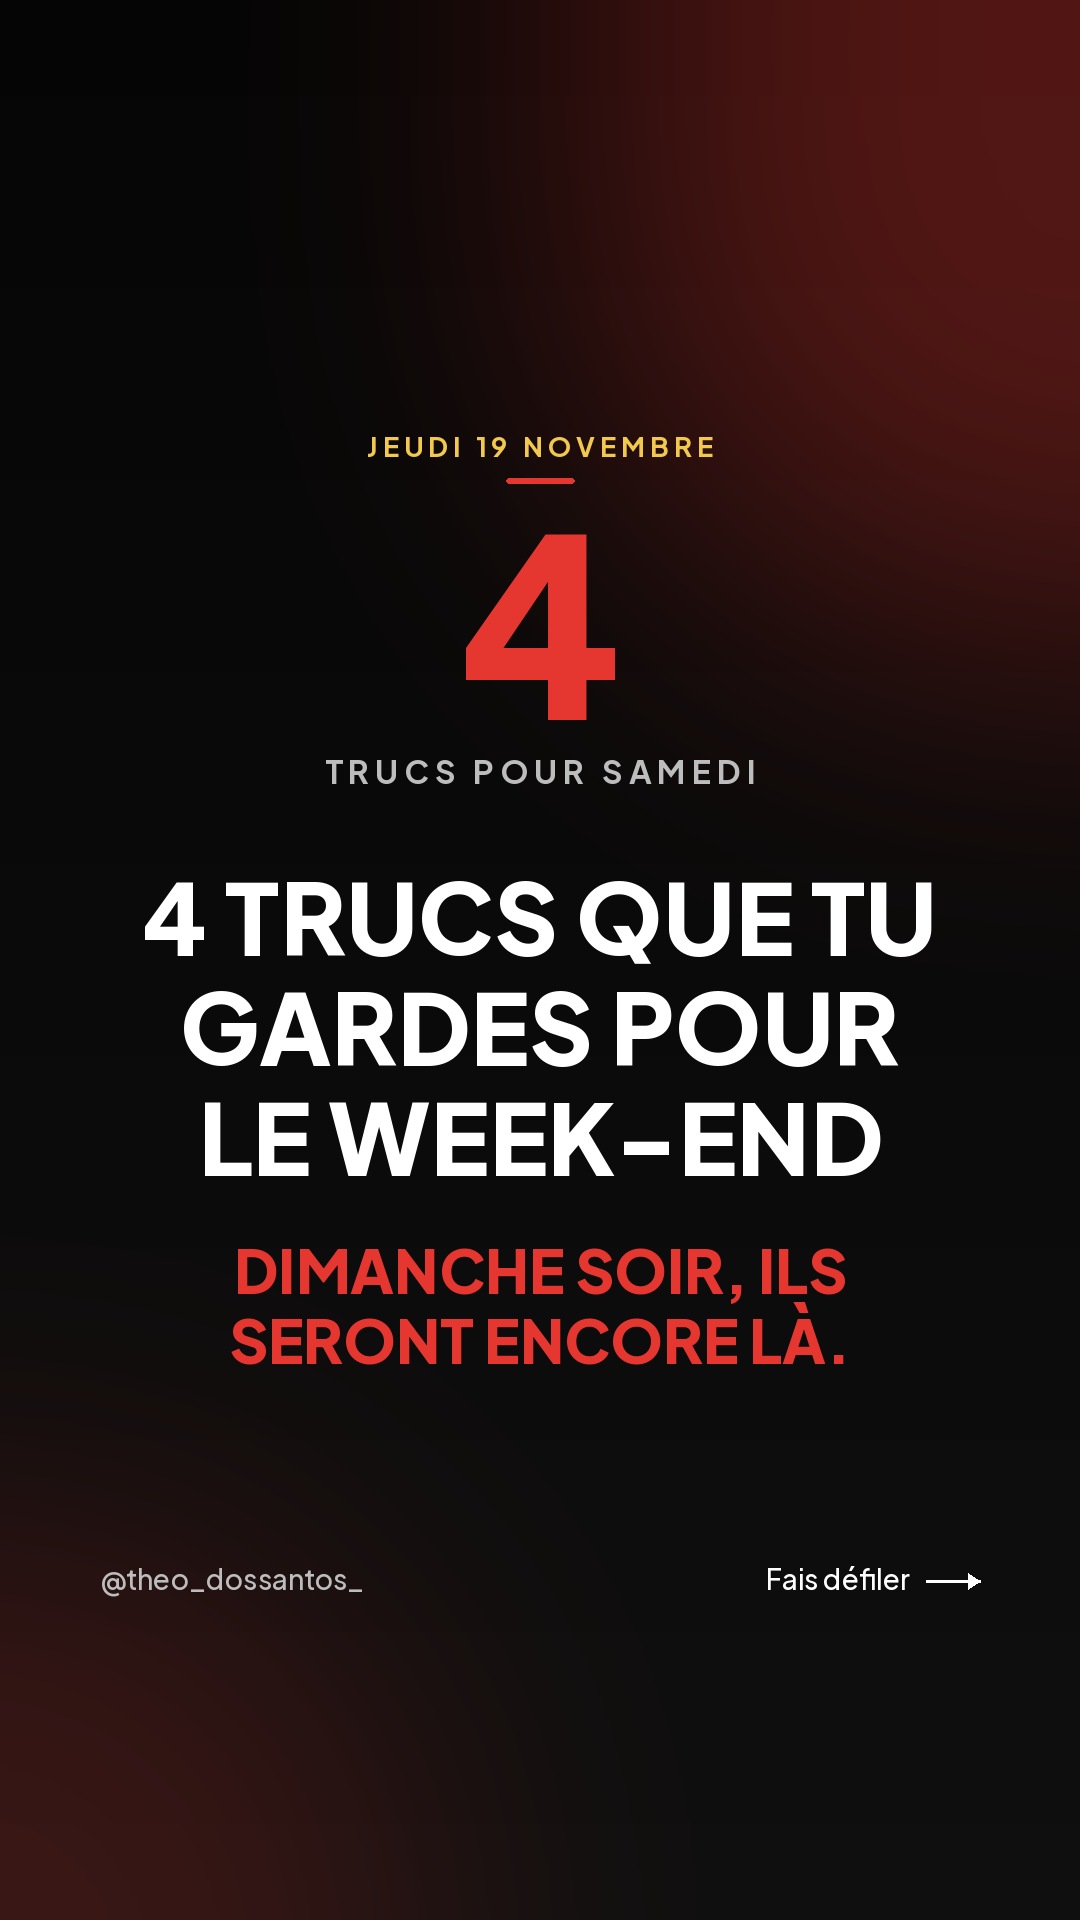 JEUDI 19 NOVEMBRE
4
TRUCS POUR SAMEDI
4 TRUCS QUE TU
GARDES POUR
LE WEEK-END
DIMANCHE SOIR, ILS
SERONT ENCORE LÀ.
@theo_dossantos_
Fais défiler